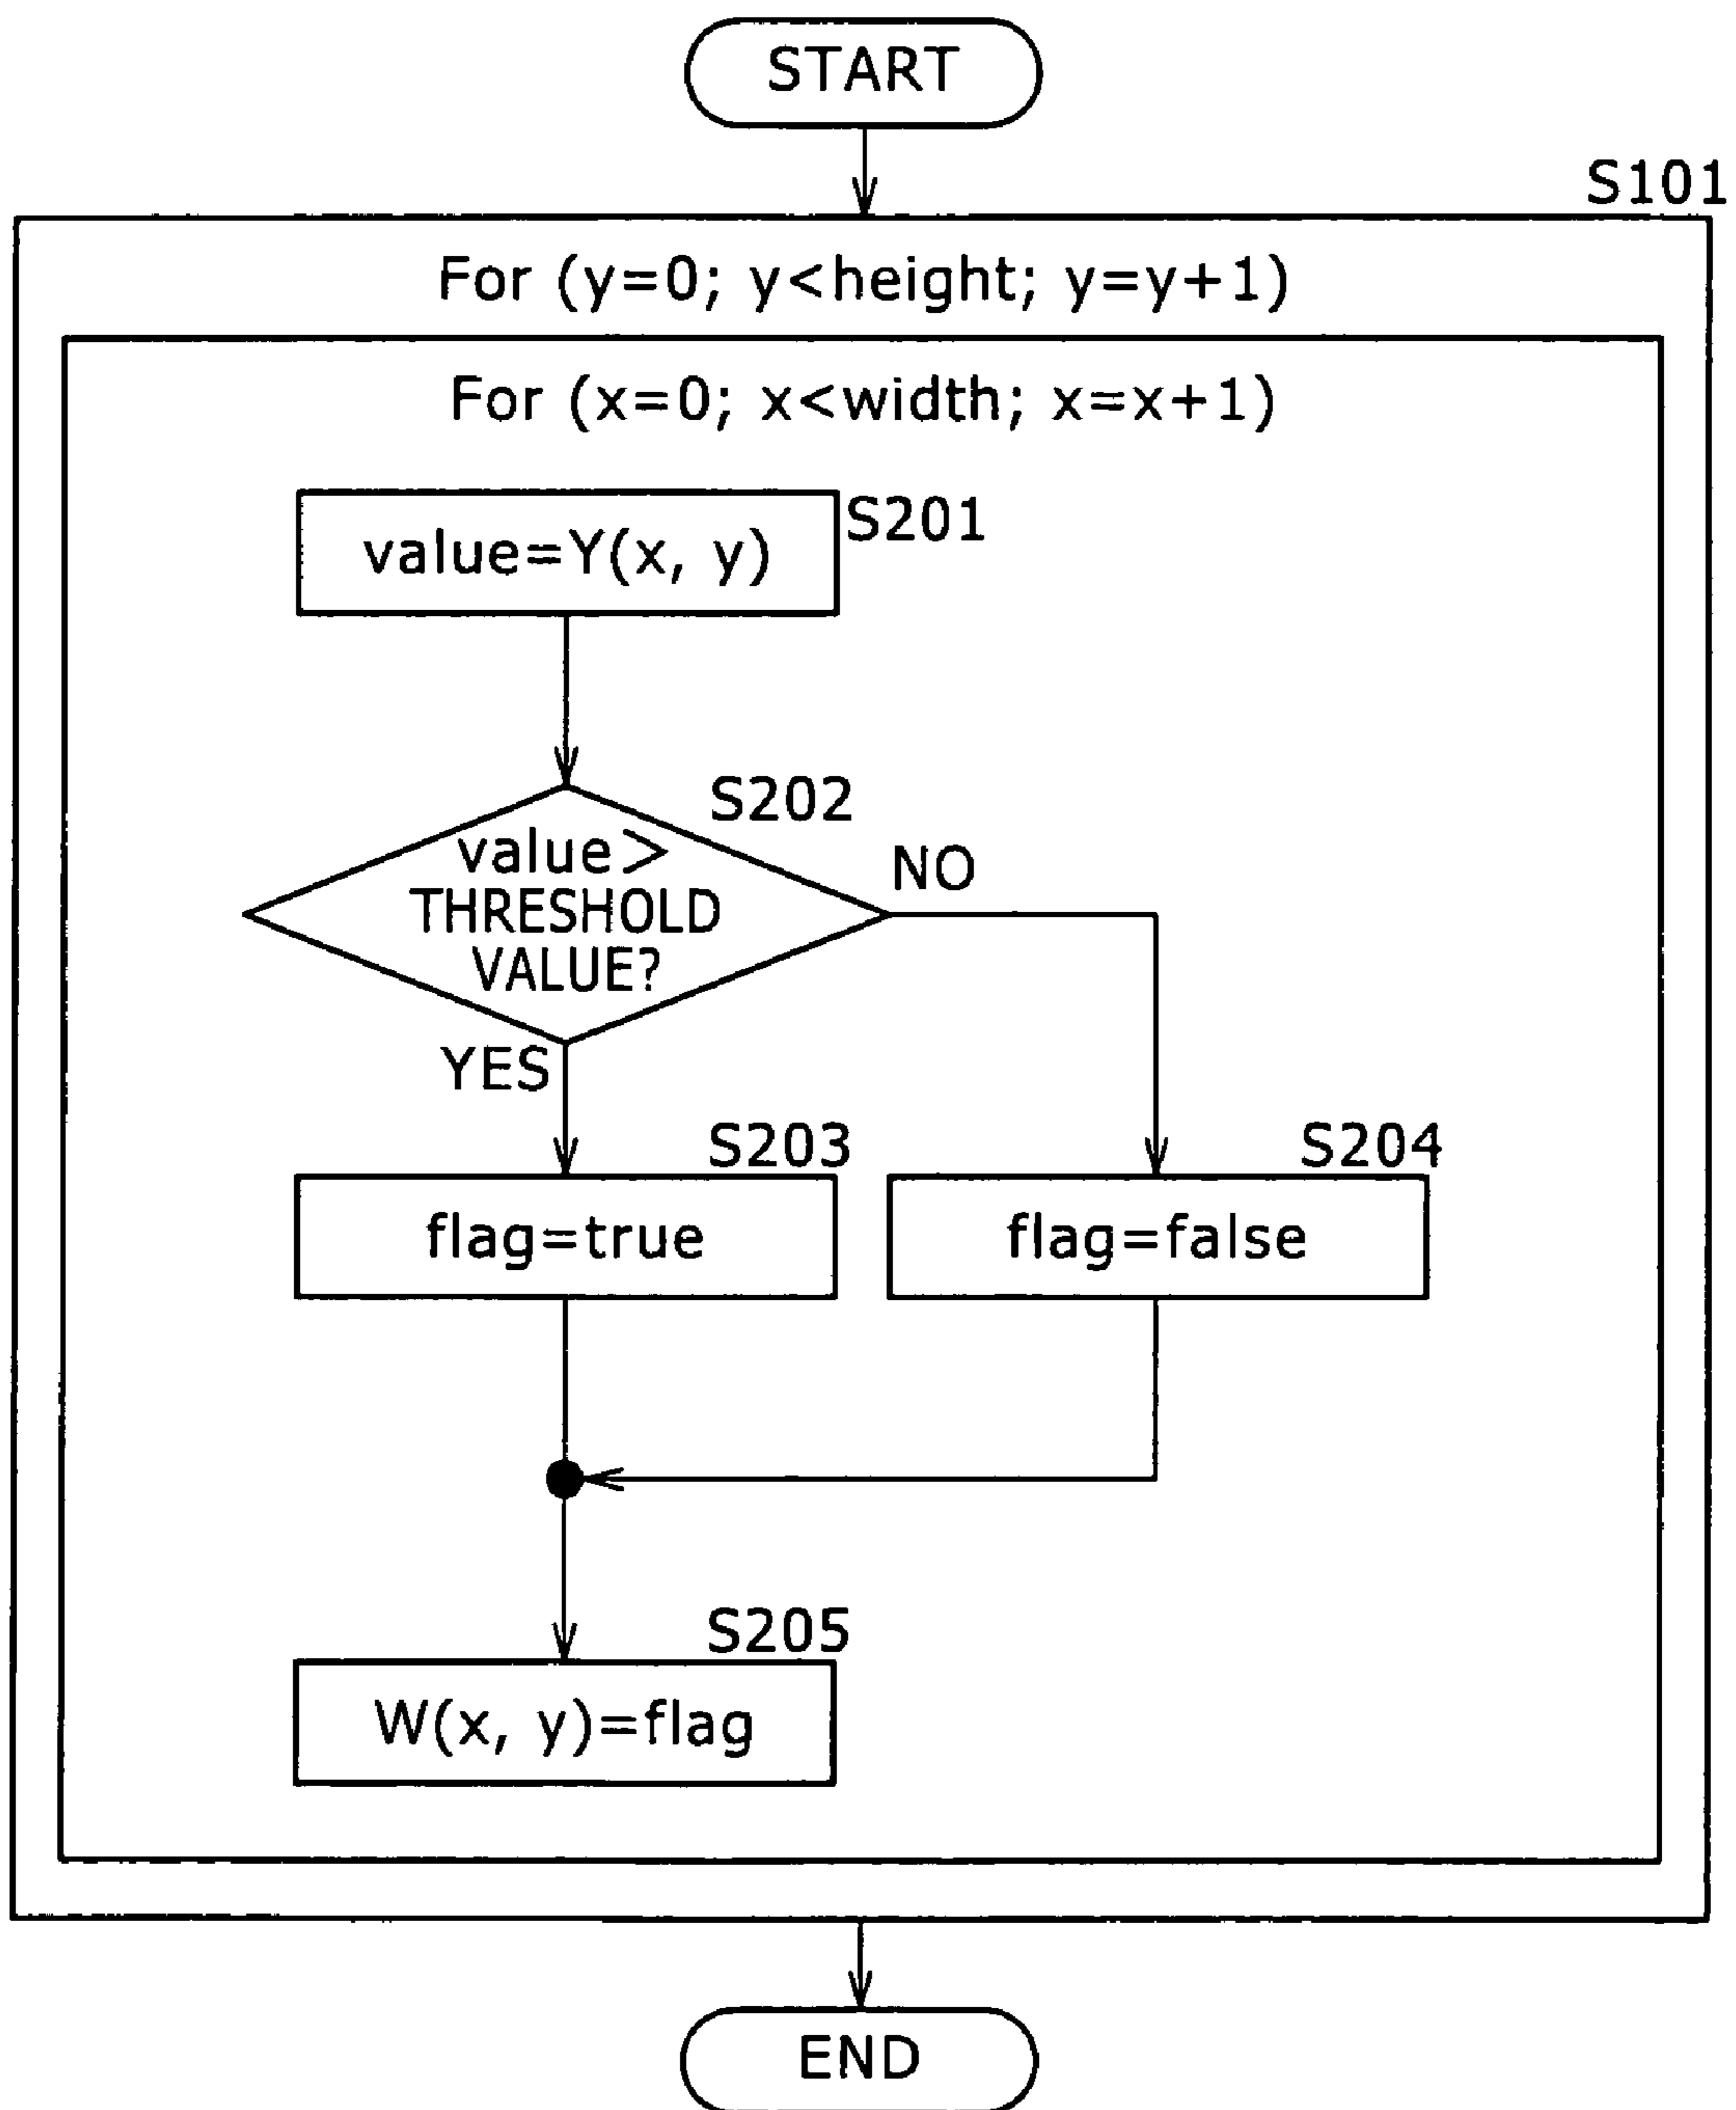 START
S101
For (y=0; y<height; y=y+1)
For (x=0; x<width; x=x+1)
value=Y(x, y)
S201
S202
value>
THRESHOLD
VALUE?
NO
YES
S203
flag=true
S204
flag=false
S205
W(x, y)=flag
END